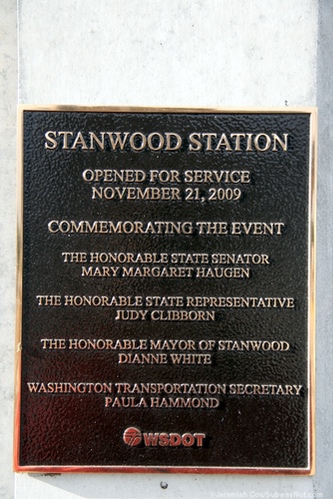 STANWOOD STATION
OPENED FOR SERVICE
NOVEMBER 21, 2009
COMMEMORATING THE EVENT
THE HONORABLE STATE SENATOR
MARY MARGARET HAUGEN
THE HONORABLE STATE REPRESENTATIVE
JUDY CLIBBORN
THE HONORABLE MAYOR OF STANWOOD
DIANNE WHITE
WASHINGTON TRANSPORTATION SECRETARY
PAULA HAMMOND
WSDOT